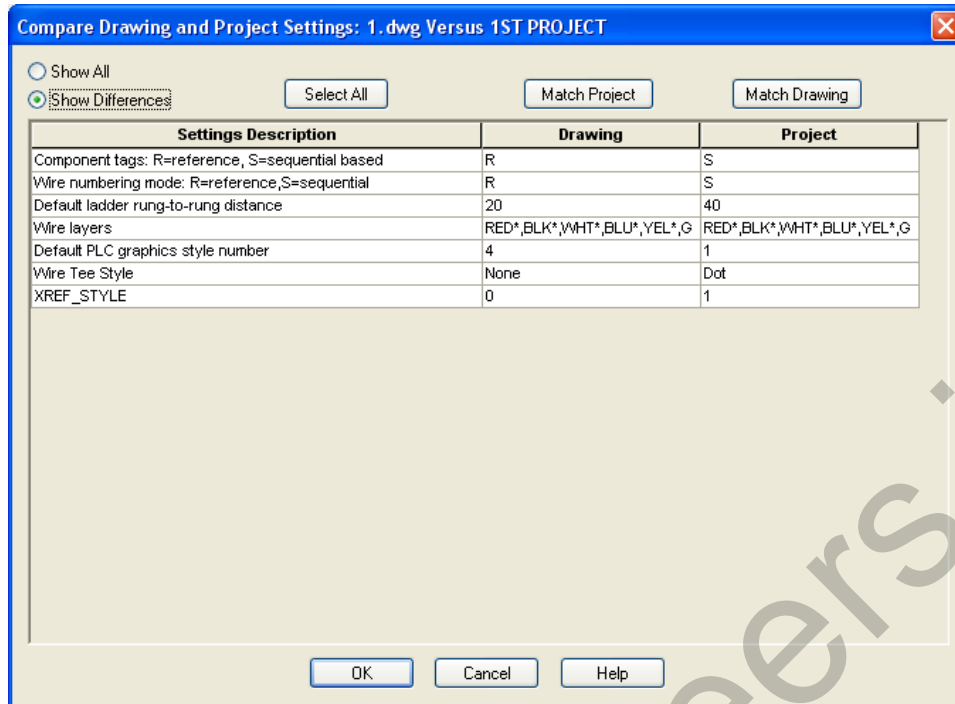 Compare Drawing and Project Settings: 1.dwg Versus 1ST PROJECT
Show All
Show Differences
Select All
Match Project
Match Drawing
Settings Description Drawing Project
Component tags: R=reference, S=sequential based R S
Wire numbering mode: R=reference,S=sequential R S
Default ladder rung-to-rung distance 20 40
Wire layers RED*,BLK*,WHT*,BLU*,YEL*,G RED*,BLK*,WHT*,BLU*,YEL*,G
Default PLC graphics style number 4 1
Wire Tee Style None Dot
XREF_STYLE 0 1
OK Cancel Help